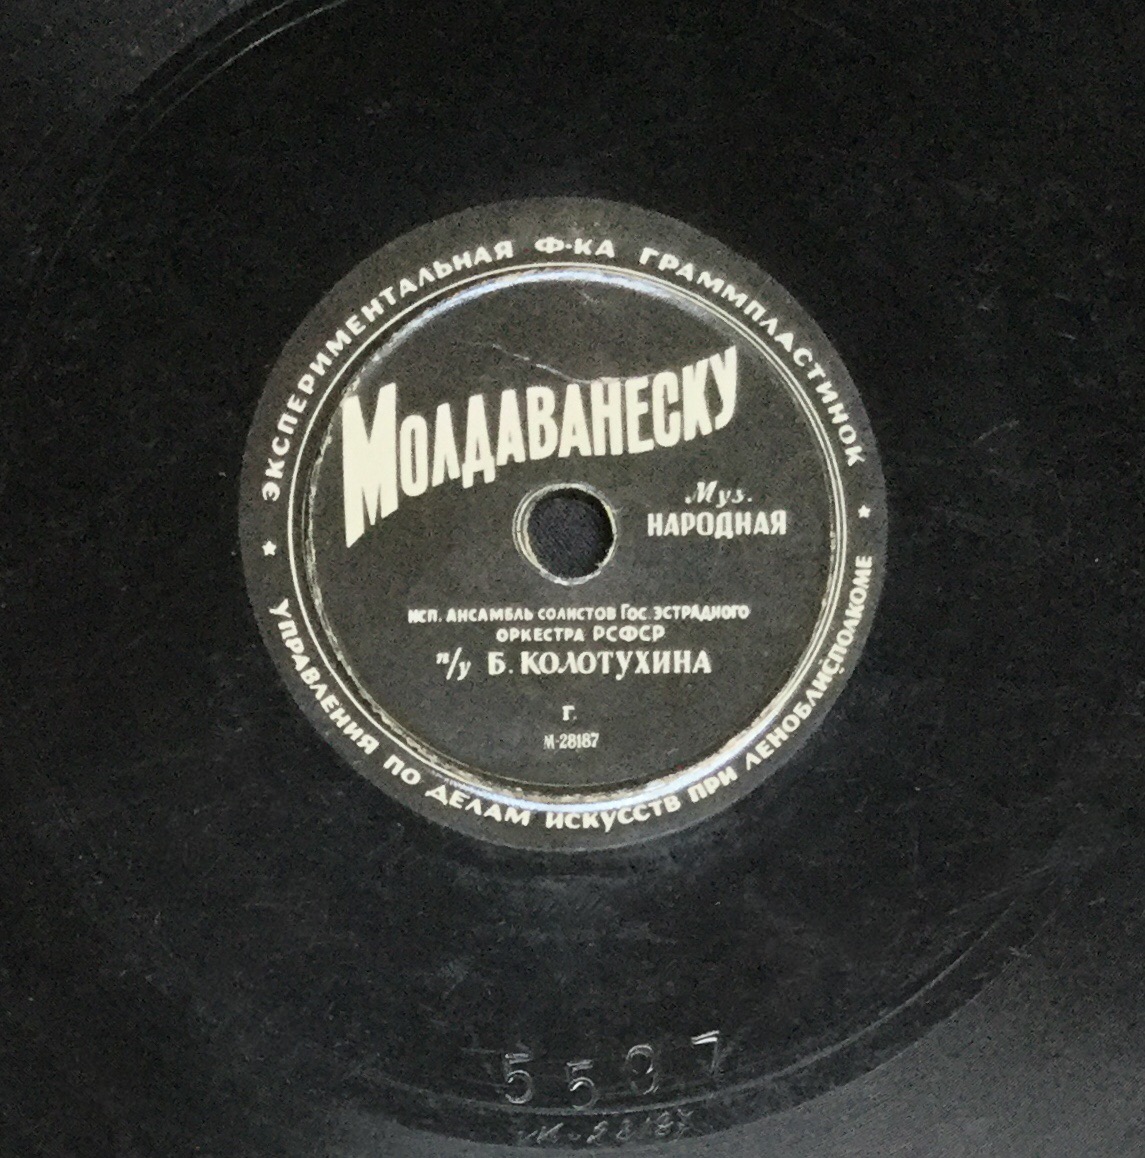 ЭКСПЕРИМЕНТАЛЬНАЯ Ф-КА ГРАММПЛАСТИНОК
МОЛДАВАНЕСКУ
Муз.
НАРОДНАЯ
ИСП. АНСАМБЛЬ СОЛИСТОВ ГОС. ЭСТРАДНОГО
ОРКЕСТРА РСФСР
п/у Б. КОЛОТУХИНА
Г.
М-28187
УПРАВЛЕНИЯ ПО ДЕЛАМ ИСКУССТВ ПРИ ЛЕНОБЛИСПОЛКОМЕ